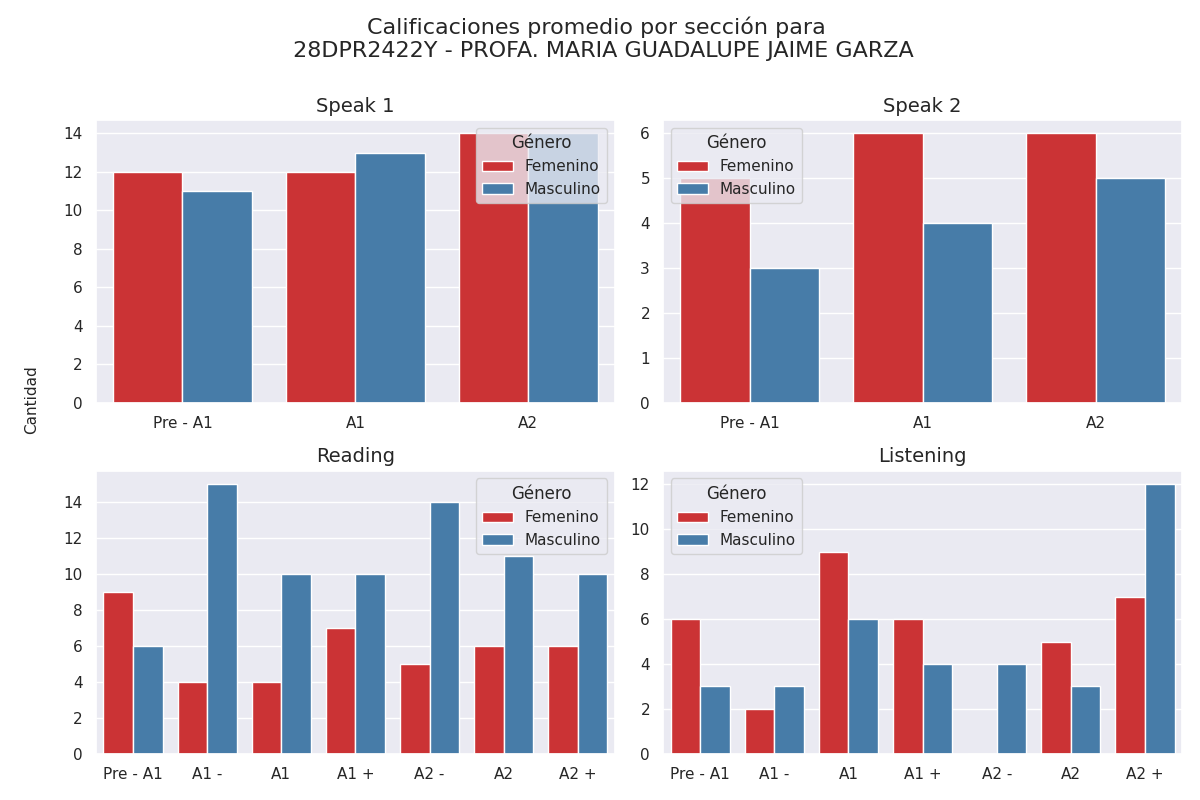 Calificaciones promedio por sección para
28DPR2422Y - PROFA. MARIA GUADALUPE JAIME GARZA
Cantidad
Speak 1
14
12
10
8
6
4
2
0
Género
Femenino
Masculino
Pre - A1
A1
A2
Speak 2
6
5
4
3
2
1
0
Género
Femenino
Masculino
Pre - A1
A1
A2
Reading
14
12
10
8
6
4
2
0
Género
Femenino
Masculino
Pre - A1
A1 -
A1
A1 +
A2 -
A2
A2 +
Listening
12
10
8
6
4
2
0
Género
Femenino
Masculino
Pre - A1
A1 -
A1
A1 +
A2 -
A2
A2 +